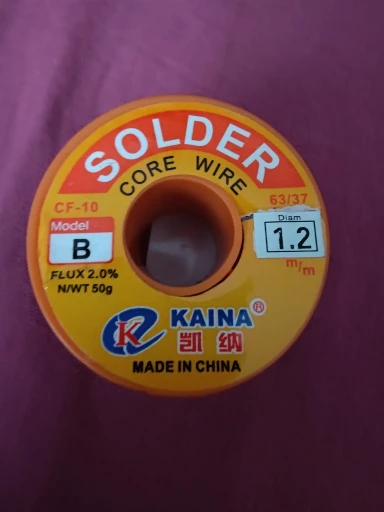 SOLDER
CORE WIRE
CF-10
63/37
Model
B
Diam
1.2
m/m
FLUX 2.0%
N/WT 50g
K
KAINA®
凯纳
MADE IN CHINA